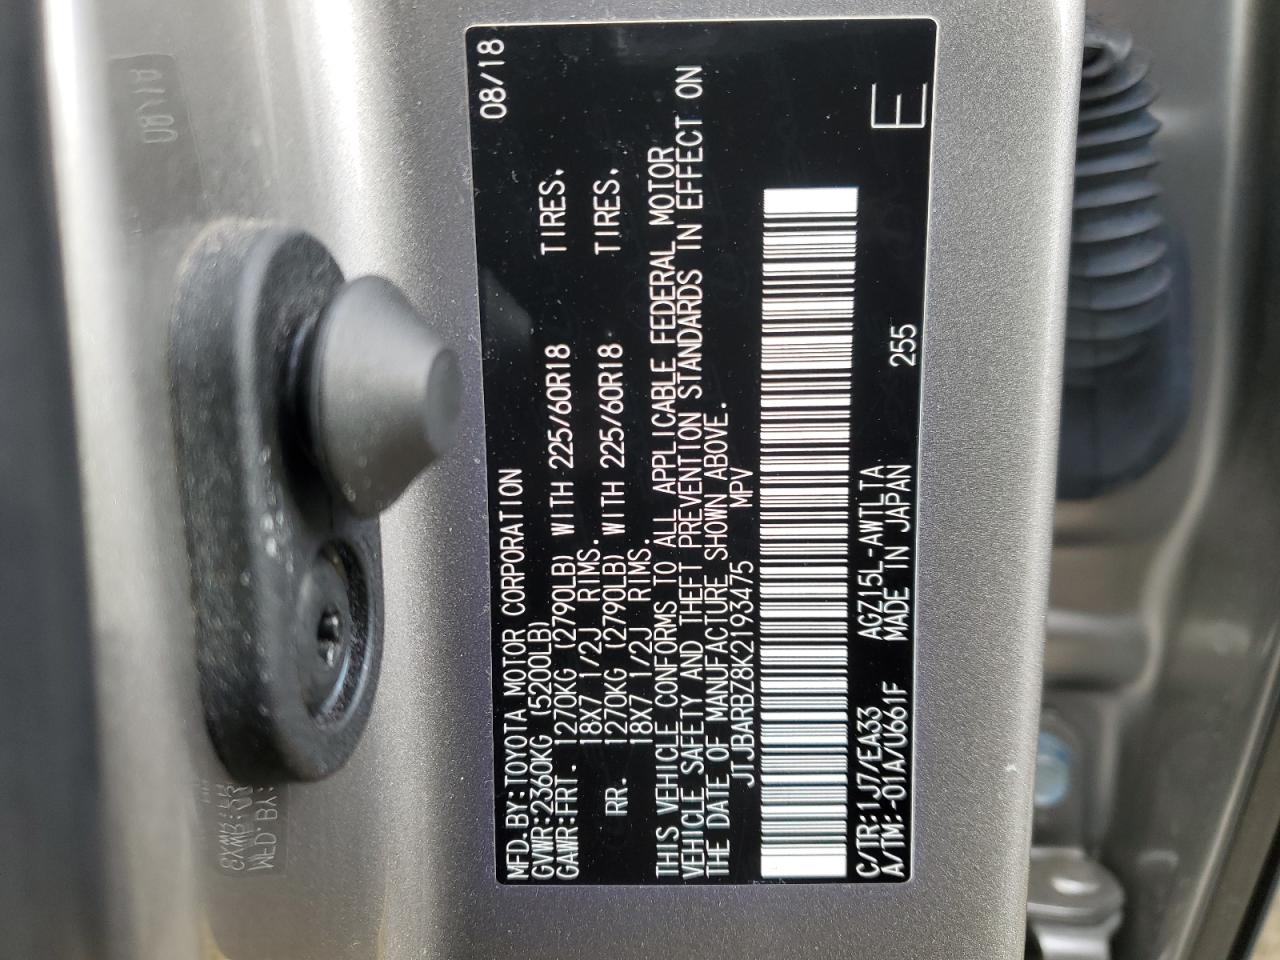 MFD.BY:TOYOTA MOTOR CORPORATION 08/18
GVWR:2360KG (5200LB)
GAWR:FRT. 1270KG (2790LB) WITH 225/60R18 TIRES.
18X7 1/2J RIMS.
RR. 1270KG (2790LB) WITH 225/60R18 TIRES.
18X7 1/2J RIMS.
THIS VEHICLE CONFORMS TO ALL APPLICABLE FEDERAL MOTOR
VEHICLE SAFETY AND THEFT PREVENTION STANDARDS IN EFFECT ON
THE DATE OF MANUFACTURE SHOWN ABOVE.
JTJBARBZ8K2193475 MPV
C/TR:1J7/EA33 AGZ15L-AWTLTA 255
A/TM:-01A/U661F MADE IN JAPAN E